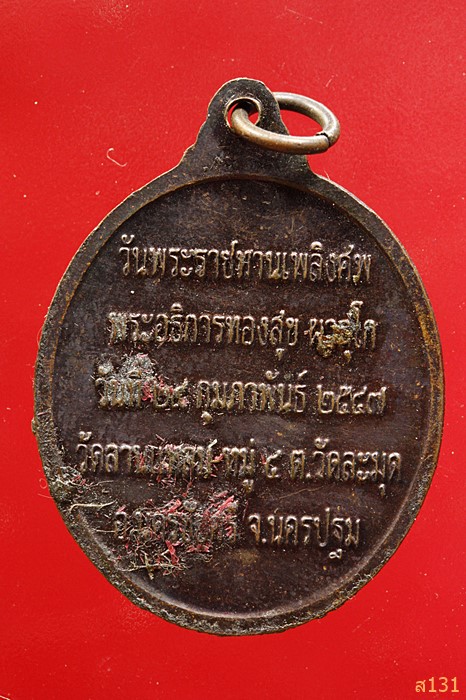 วันพระราชทานเพลิงศพ
พระอธิการทองสุข
วันที่ ๒๔ กุมภาพันธ์ ๒๕๔๗
หมู่ ๔ ต.วัดละมุด
จ.นครปฐม
ส131